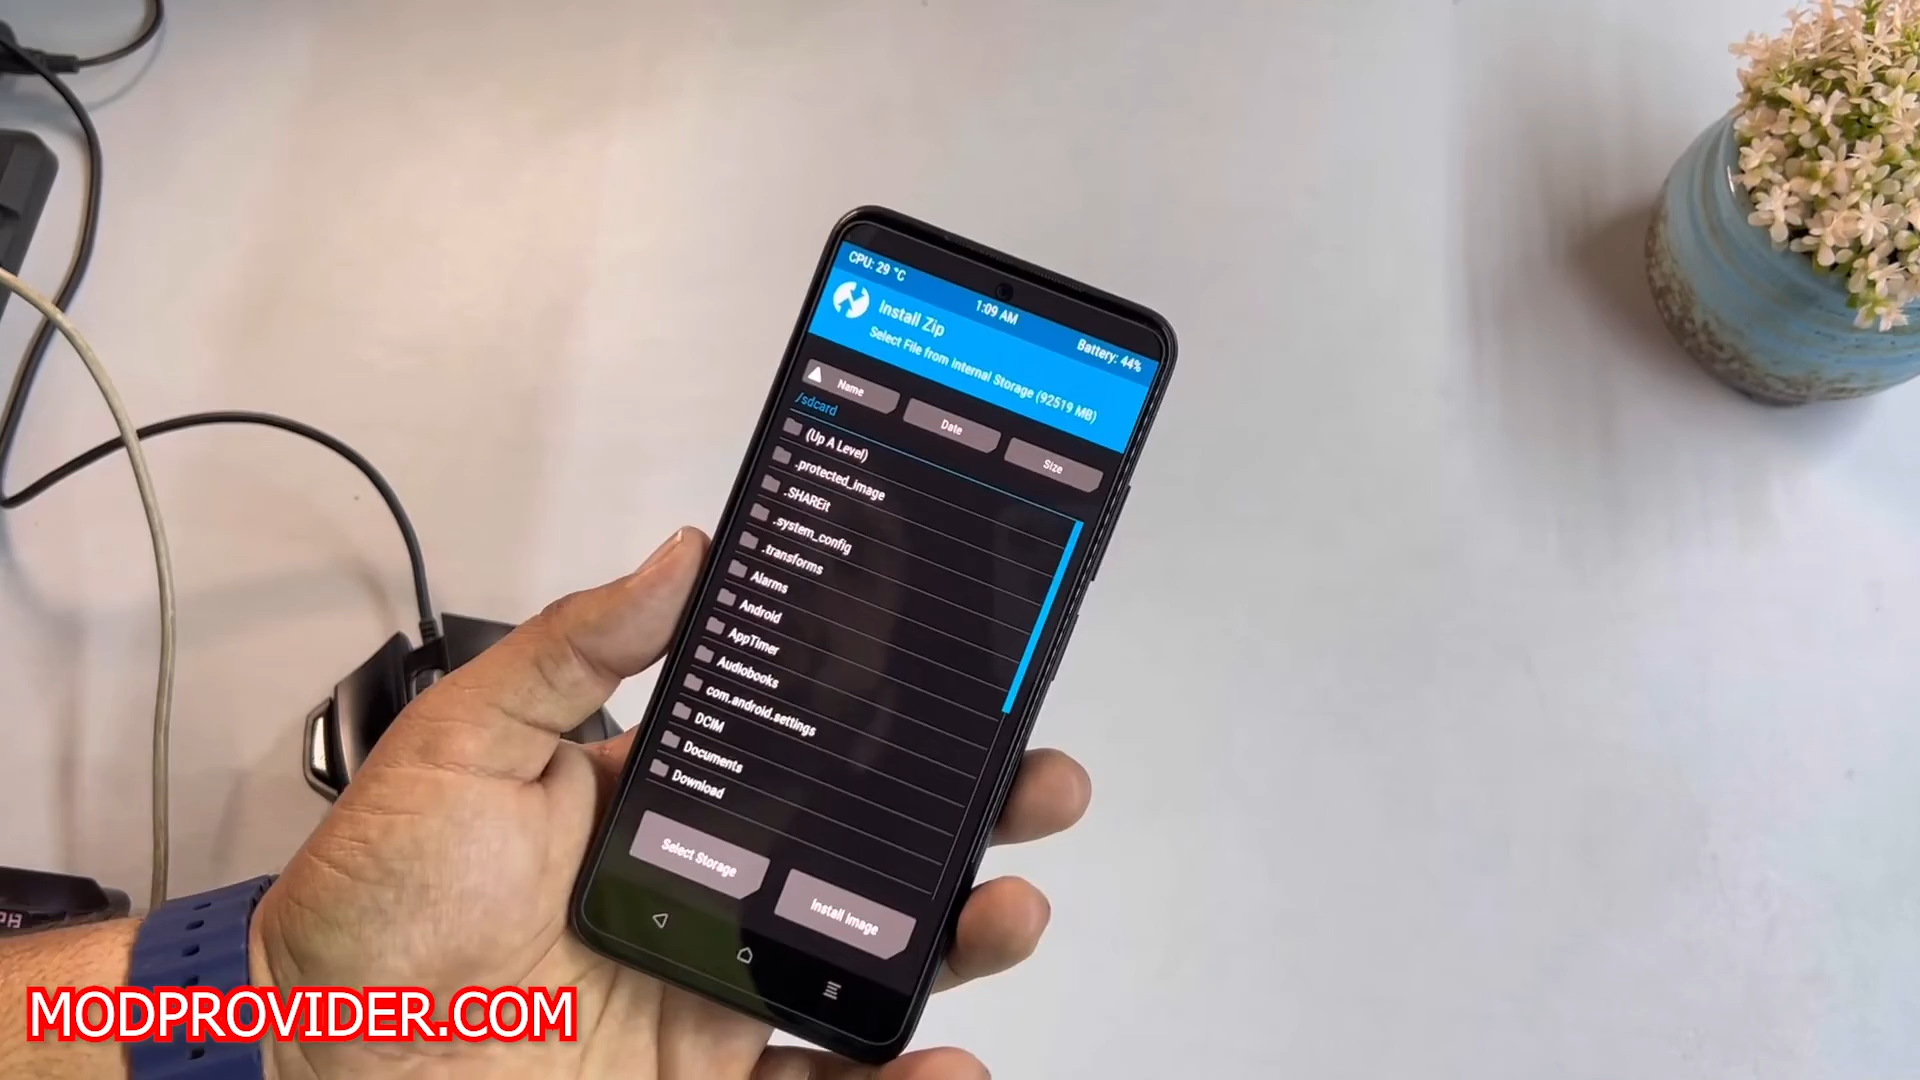 CPU: 29 °C
1:09 AM
Battery: 44%
Install Zip
Select File from Internal Storage (92519 MB)
Name
Date
Size
/sdcard
(Up A Level)
.protected_image
.SHAREit
.system_config
.transforms
Alarms
Android
AppTimer
Audiobooks
com.android.settings
DCIM
Documents
Download
Select Storage
Install Image
MODPROVIDER.COM